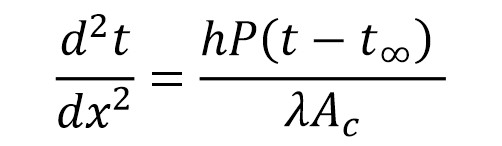 d²t/dx² = hP(t − t∞)/λA_c